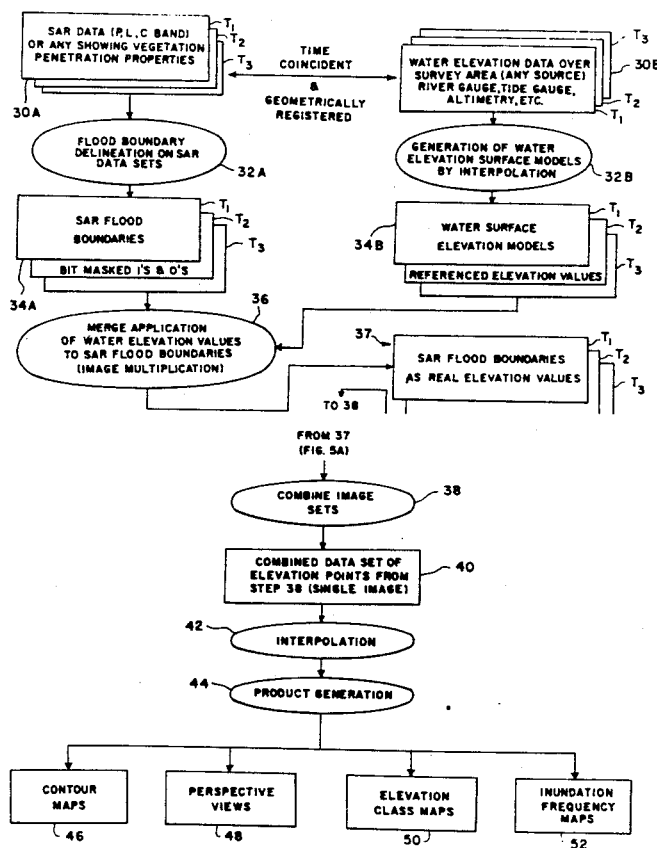 SAR DATA (P, L, C BAND)
OR ANY SHOWING VEGETATION
PENETRATION PROPERTIES
T1
T2
T3
30A
TIME
COINCIDENT
&
GEOMETRICALLY
REGISTERED
WATER ELEVATION DATA OVER
SURVEY AREA (ANY SOURCE)
RIVER GAUGE, TIDE GAUGE,
ALTIMETRY, ETC.
T3
30B
T2
T1
FLOOD BOUNDARY
DELINEATION ON SAR
DATA SETS
32A
GENERATION OF WATER
ELEVATION SURFACE MODELS
BY INTERPOLATION
32B
SAR FLOOD
BOUNDARIES
T1
T2
T3
BIT MASKED 1'S & 0'S
34A
WATER SURFACE
ELEVATION MODELS
T1
T2
T3
34B
REFERENCED ELEVATION VALUES
MERGE APPLICATION
OF WATER ELEVATION VALUES
TO SAR FLOOD BOUNDARIES
(IMAGE MULTIPLICATION)
36
37
SAR FLOOD BOUNDARIES
AS REAL ELEVATION VALUES
T1
T2
T3
TO 38
FROM 37
(FIG. 5A)
COMBINE IMAGE
SETS
38
COMBINED DATA SET OF
ELEVATION POINTS FROM
STEP 38 (SINGLE IMAGE)
40
42
INTERPOLATION
44
PRODUCT GENERATION
CONTOUR
MAPS
46
PERSPECTIVE
VIEWS
48
ELEVATION
CLASS MAPS
50
INUNDATION
FREQUENCY
MAPS
52